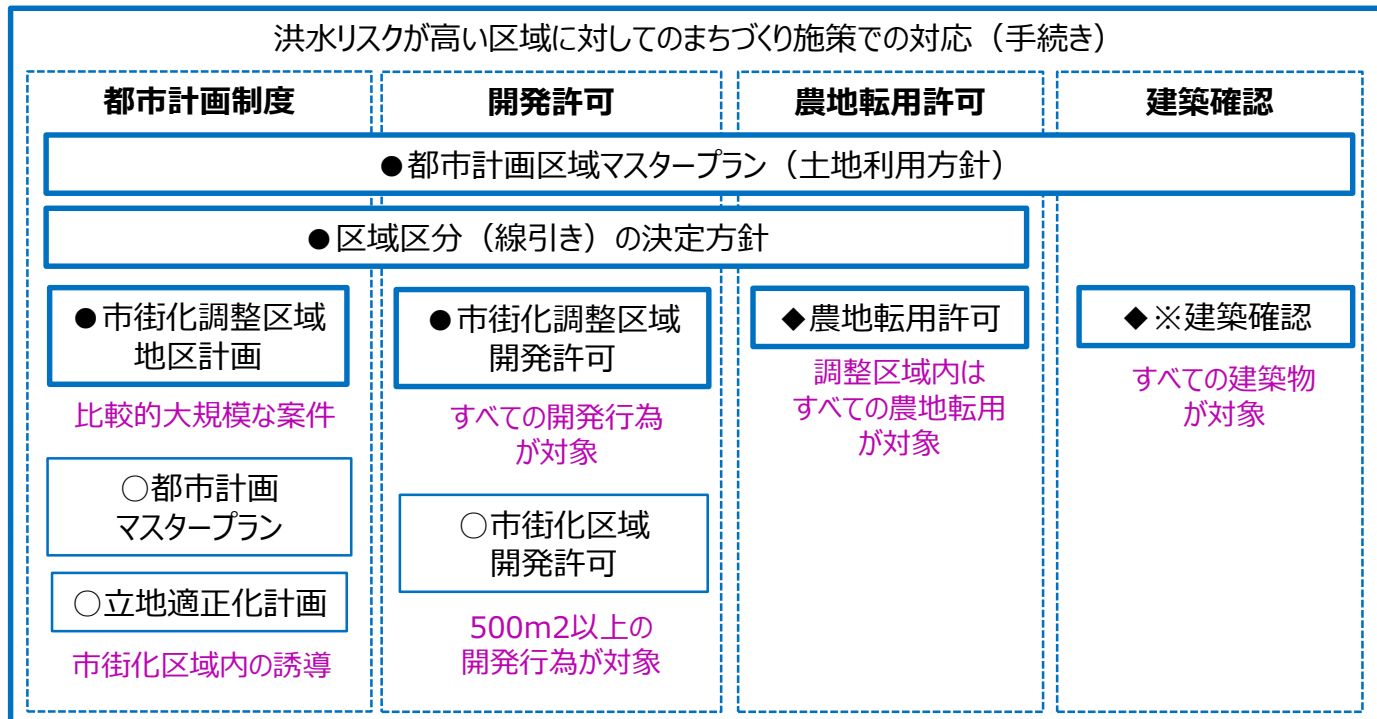 洪水リスクが高い区域に対してのまちづくり施策での対応（手続き）
都市計画制度
開発許可
農地転用許可
建築確認
●都市計画区域マスタープラン（土地利用方針）
●区域区分（線引き）の決定方針
●市街化調整区域
地区計画
比較的大規模な案件
○都市計画
マスタープラン
○立地適正化計画
市街化区域内の誘導
●市街化調整区域
開発許可
すべての開発行為
が対象
○市街化区域
開発許可
500m2以上の
開発行為が対象
◆農地転用許可
調整区域内は
すべての農地転用
が対象
◆※建築確認
すべての建築物
が対象